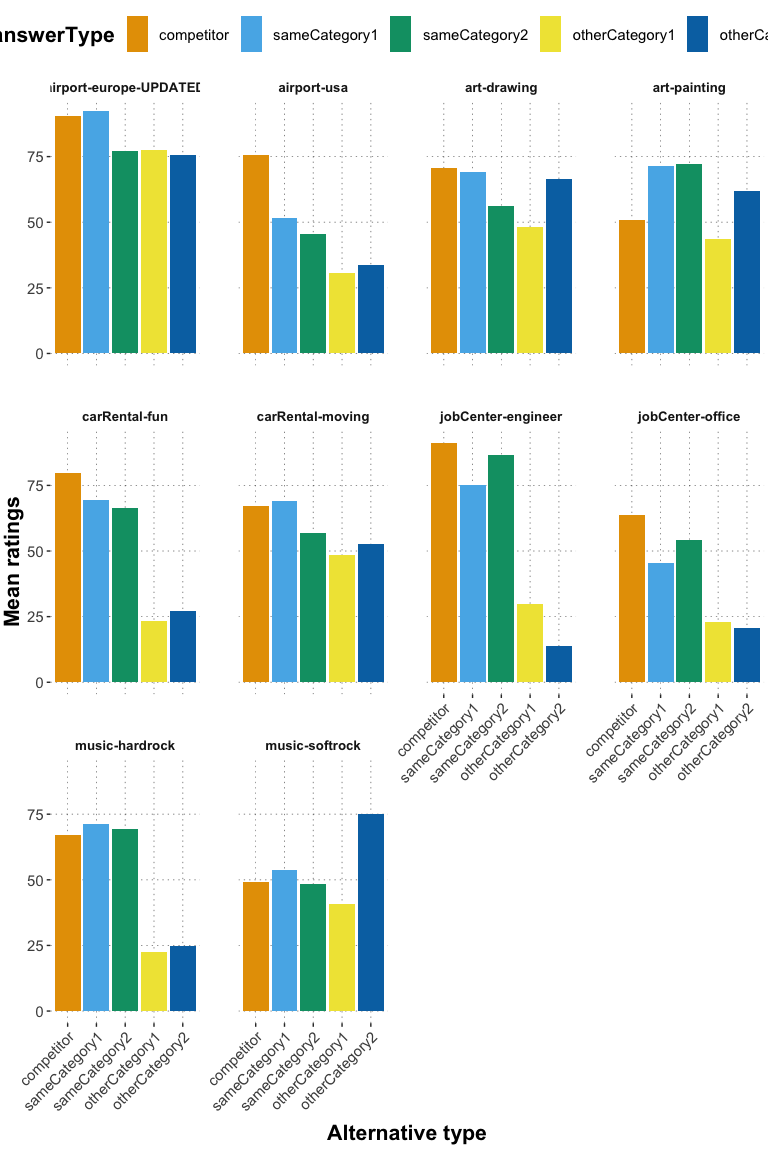 answerType competitor sameCategory1 sameCategory2 otherCategory1
airport-europe-UPDATED airport-usa art-drawing art-painting
75
50
25
0
carRental-fun carRental-moving jobCenter-engineer jobCenter-office
75
50
25
0
competitor sameCategory1 sameCategory2 otherCategory1 otherCategory2 competitor sameCategory1 sameCategory2 otherCategory1 otherCategory2
music-hardrock music-softrock
75
50
25
0
competitor sameCategory1 sameCategory2 otherCategory1 otherCategory2 competitor sameCategory1 sameCategory2 otherCategory1 otherCategory2
Mean ratings
Alternative type